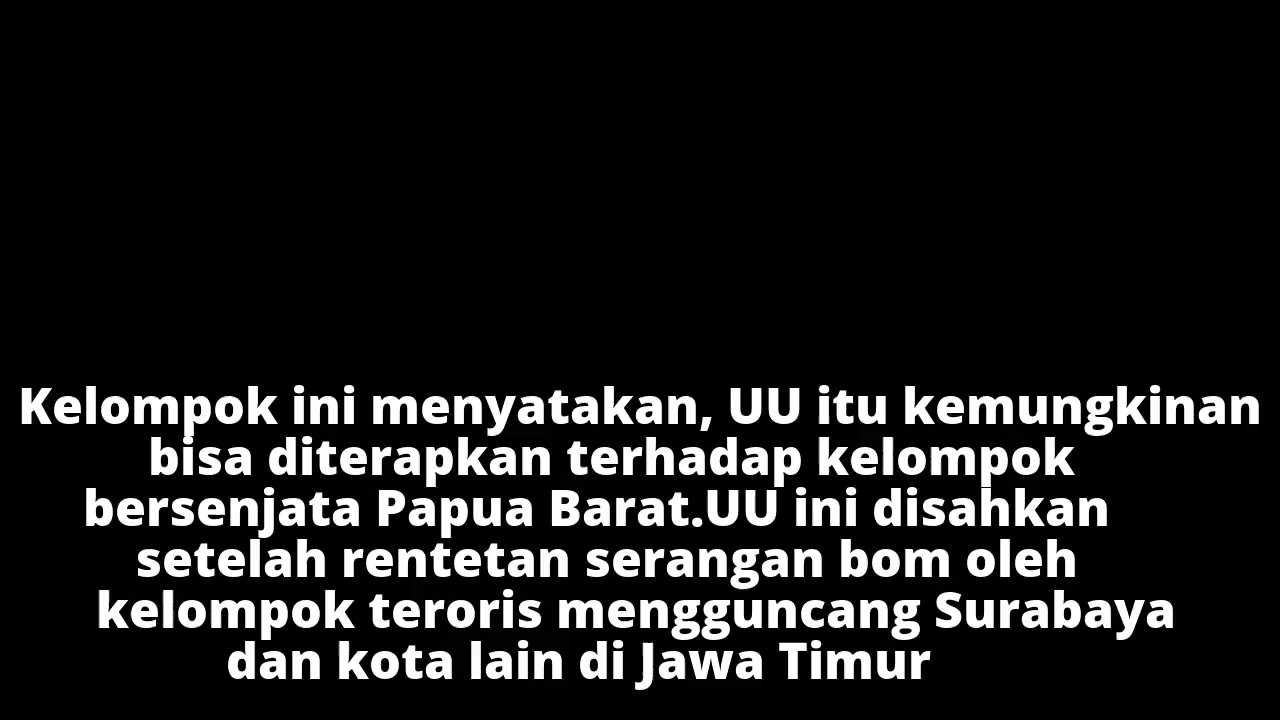 Kelompok ini menyatakan, UU itu kemungkinan
bisa diterapkan terhadap kelompok
bersenjata Papua Barat.UU ini disahkan
setelah rentetan serangan bom oleh
kelompok teroris mengguncang Surabaya
dan kota lain di Jawa Timur